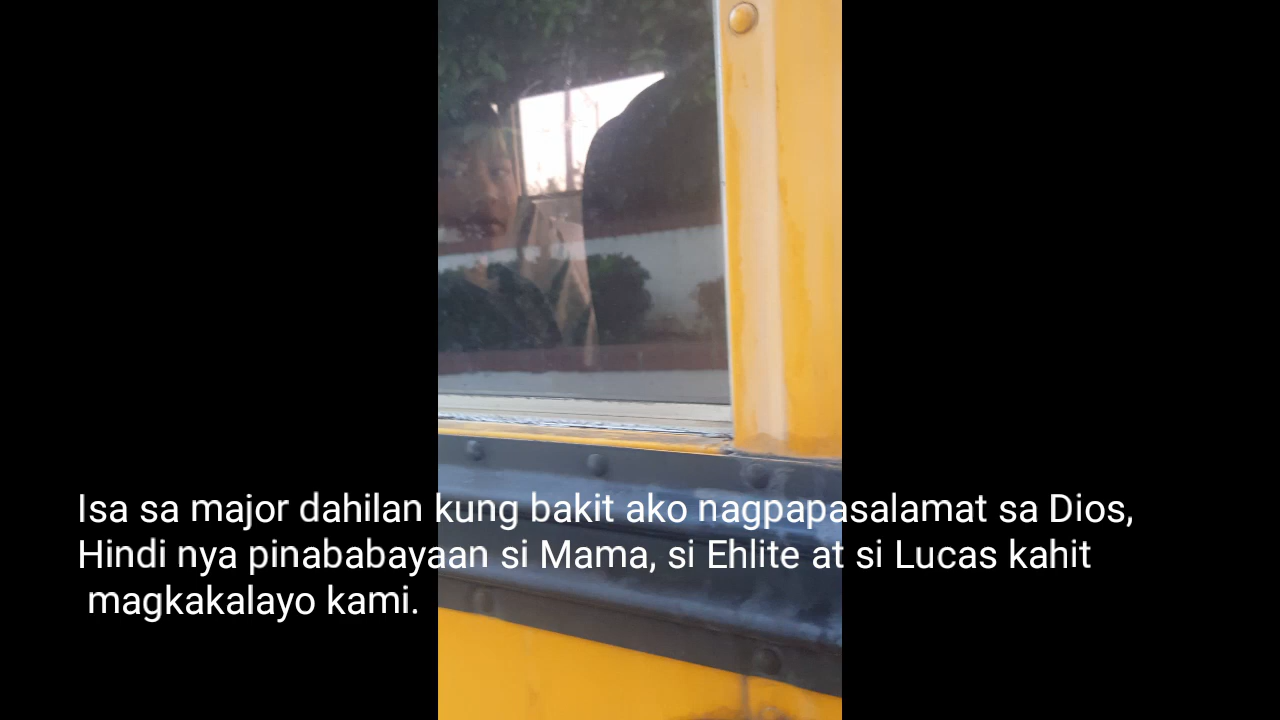 Isa sa major dahilan kung bakit ako nagpapasalamat sa Dios,
Hindi nya pinababayaan si Mama, si Ehlite at si Lucas kahit
magkakalayo kami.